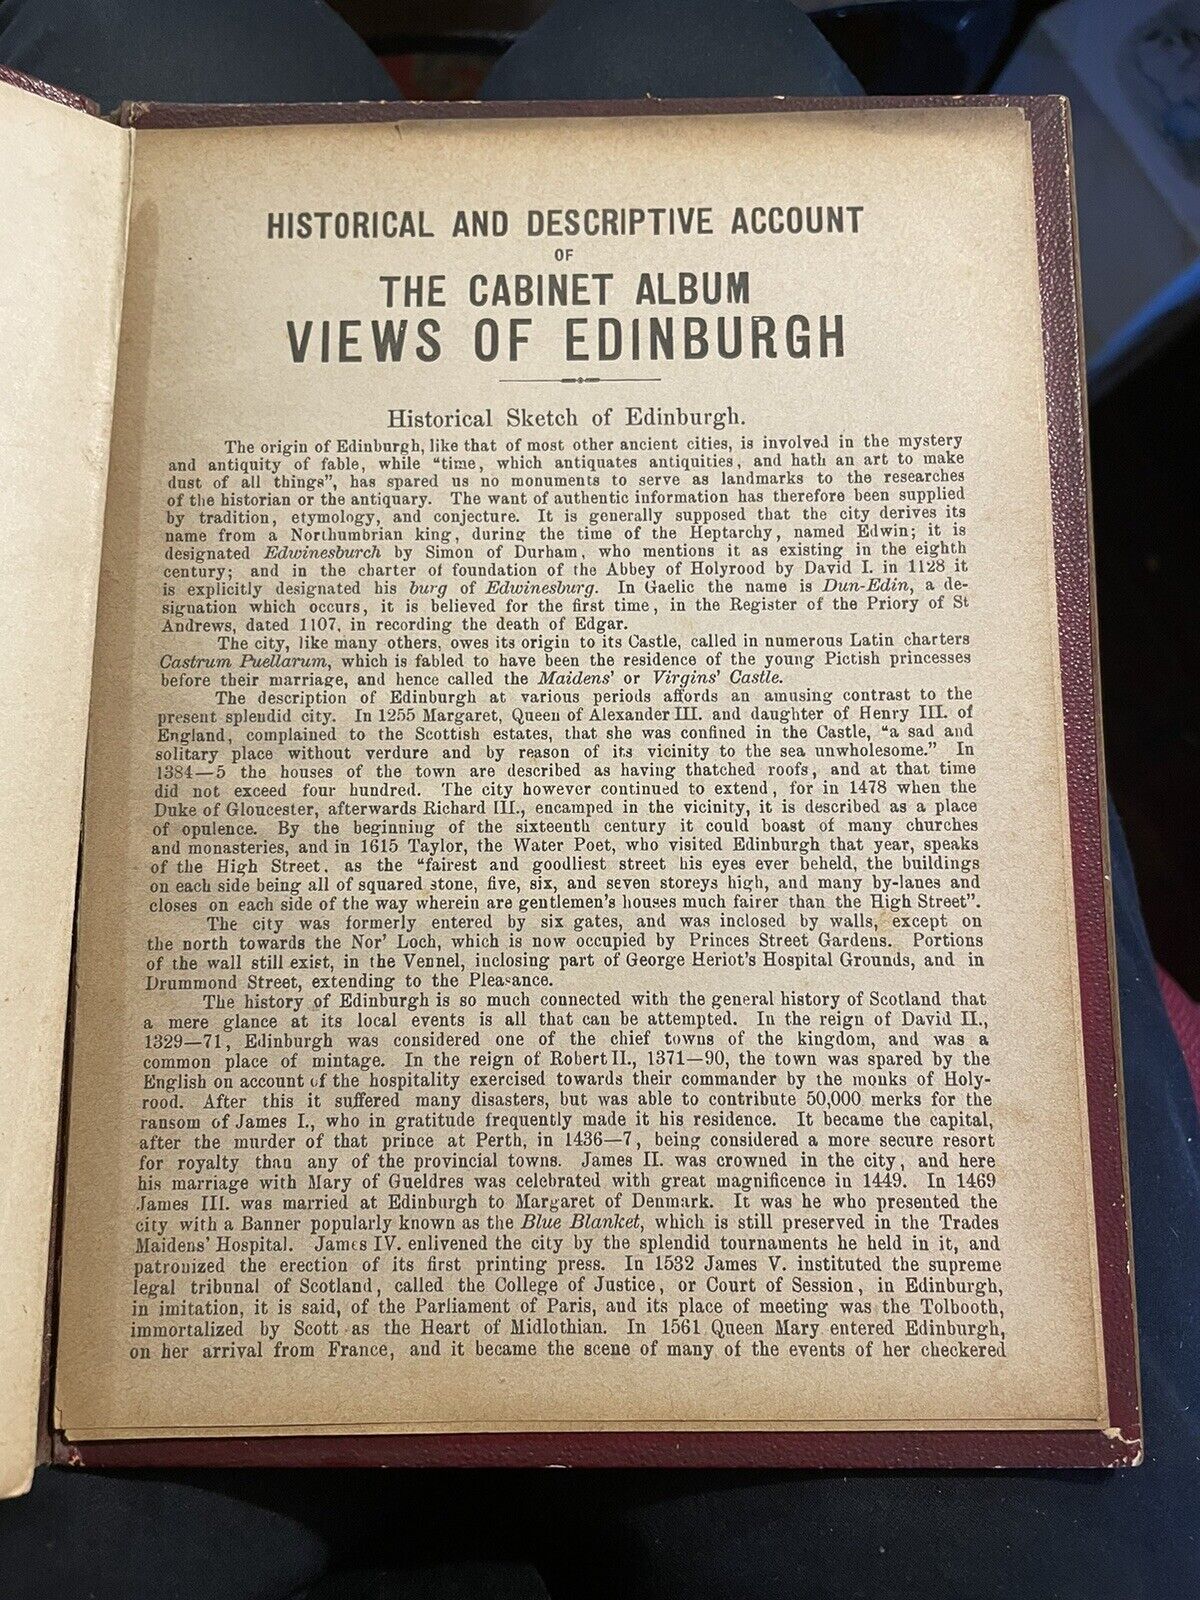 HISTORICAL AND DESCRIPTIVE ACCOUNT
OF
THE CABINET ALBUM
VIEWS OF EDINBURGH
Historical Sketch of Edinburgh.
The origin of Edinburgh, like that of most other ancient cities, is involved in the mystery
and antiquity of fable, while "time, which antiquates antiquities, and hath an art to make
dust of all things", has spared us no monuments to serve as landmarks to the researches
of the historian or the antiquary. The want of authentic information has therefore been supplied
by tradition, etymology, and conjecture. It is generally supposed that the city derives its
name from a Northumbrian king, during the time of the Heptarchy, named Edwin; it is
designated Edwinesburch by Simon of Durham, who mentions it as existing in the eighth
century; and in the charter of foundation of the Abbey of Holyrood by David I. in 1128 it
is explicitly designated his burg of Edwinesburg. In Gaelic the name is Dun-Edin, a de-
signation which occurs, it is believed for the first time, in the Register of the Priory of St
Andrews, dated 1107, in recording the death of Edgar.
The city, like many others, owes its origin to its Castle, called in numerous Latin charters
Castrum Puellarum, which is fabled to have been the residence of the young Pictish princesses
before their marriage, and hence called the Maidens' or Virgins' Castle.
The description of Edinburgh at various periods affords an amusing contrast to the
present splendid city. In 1255 Margaret, Queen of Alexander III. and daughter of Henry III. of
England, complained to the Scottish estates, that she was confined in the Castle, "a sad and
solitary place without verdure and by reason of its vicinity to the sea unwholesome." In
1384—5 the houses of the town are described as having thatched roofs, and at that time
did not exceed four hundred. The city however continued to extend, for in 1478 when the
Duke of Gloucester, afterwards Richard III., encamped in the vicinity, it is described as a place
of opulence. By the beginning of the sixteenth century it could boast of many churches
and monasteries, and in 1615 Taylor, the Water Poet, who visited Edinburgh that year, speaks
of the High Street, as the "fairest and goodliest street his eyes ever beheld, the buildings
on each side being all of squared stone, five, six, and seven storeys high, and many by-lanes and
closes on each side of the way wherein are gentlemen's houses much fairer than the High Street".
The city was formerly entered by six gates, and was inclosed by walls, except on
the north towards the Nor' Loch, which is now occupied by Princes Street Gardens. Portions
of the wall still exist, in the Vennel, inclosing part of George Heriot's Hospital Grounds, and in
Drummond Street, extending to the Pleasance.
The history of Edinburgh is so much connected with the general history of Scotland that
a mere glance at its local events is all that can be attempted. In the reign of David II.,
1329—71, Edinburgh was considered one of the chief towns of the kingdom, and was a
common place of mintage. In the reign of Robert II., 1371—90, the town was spared by the
English on account of the hospitality exercised towards their commander by the monks of Holy-
rood. After this it suffered many disasters, but was able to contribute 50,000 merks for the
ransom of James I., who in gratitude frequently made it his residence. It became the capital,
after the murder of that prince at Perth, in 1436—7, being considered a more secure resort
for royalty than any of the provincial towns. James II. was crowned in the city, and here
his marriage with Mary of Gueldres was celebrated with great magnificence in 1449. In 1469
James III. was married at Edinburgh to Margaret of Denmark. It was he who presented the
city with a Banner popularly known as the Blue Blanket, which is still preserved in the Trades
Maidens' Hospital. James IV. enlivened the city by the splendid tournaments he held in it, and
patronized the erection of its first printing press. In 1532 James V. instituted the supreme
legal tribunal of Scotland, called the College of Justice, or Court of Session, in Edinburgh,
in imitation, it is said, of the Parliament of Paris, and its place of meeting was the Tolbooth,
immortalized by Scott as the Heart of Midlothian. In 1561 Queen Mary entered Edinburgh,
on her arrival from France, and it became the scene of many of the events of her checkered